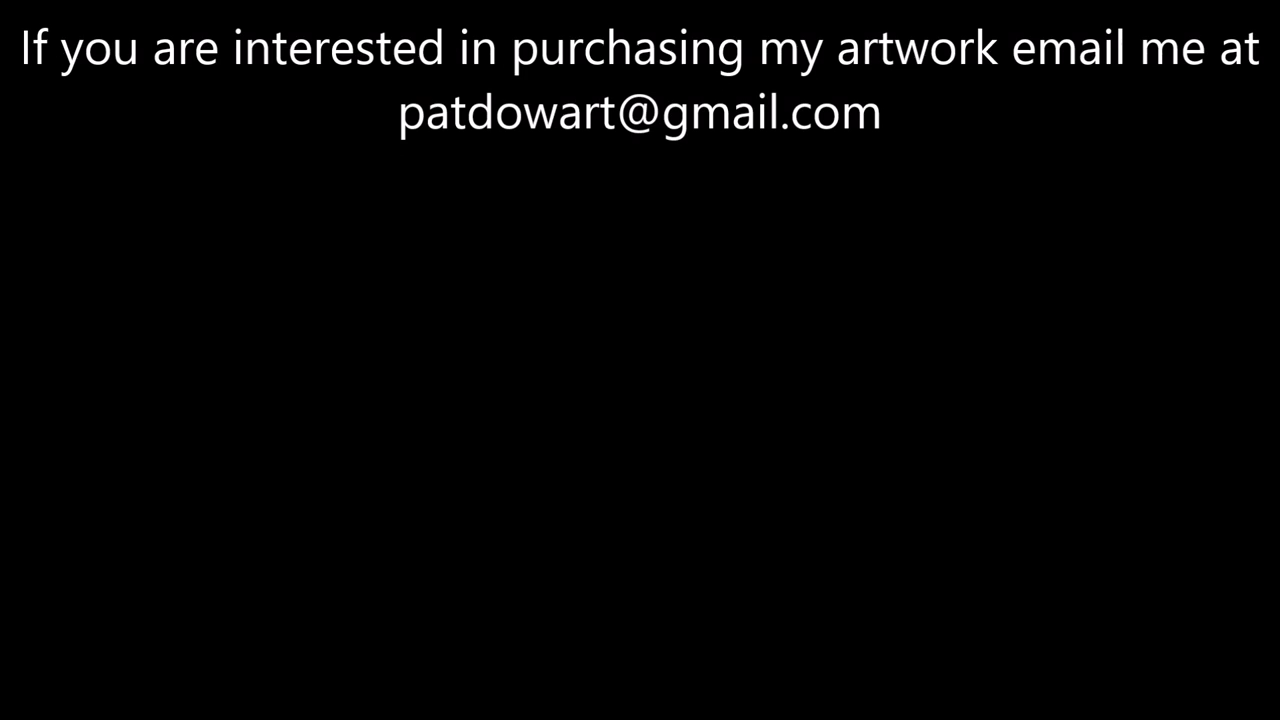 If you are interested in purchasing my artwork email me at
patdowart@gmail.com